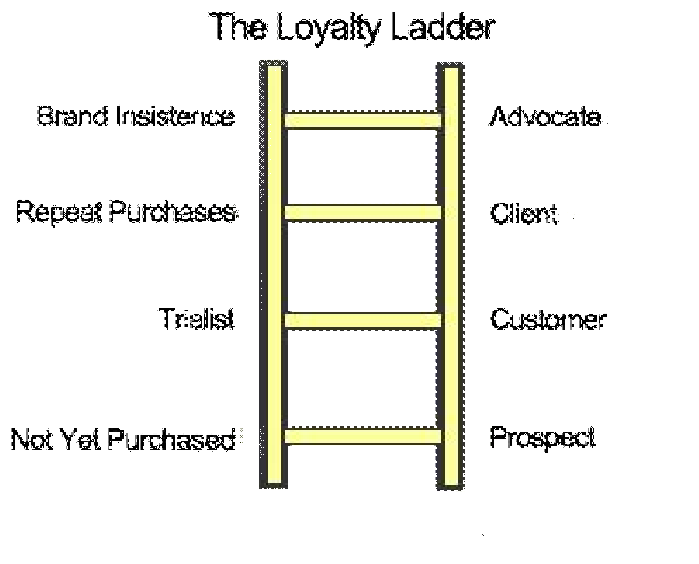 The Loyalty Ladder
Brand Insistence Advocate
Repeat Purchases Client
Trialist Customer
Not Yet Purchased Prospect